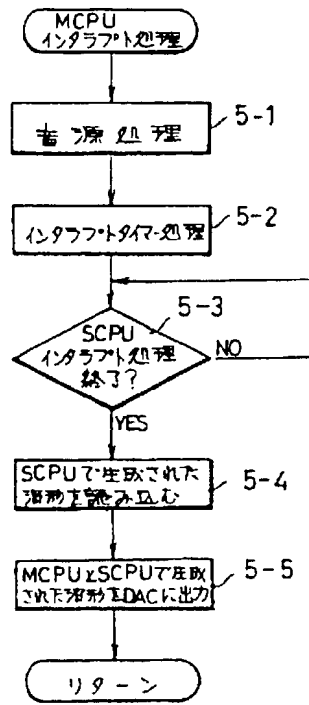 MCPU
インタラプト処理
音源処理
5-1
インタラプトタイマー処理
5-2
5-3
SCPU
インタラプト処理
終了?
NO
YES
SCPUで生成された
波形を読み込む
5-4
MCPUとSCPUで生成
された波形をDACに出力
5-5
リターン